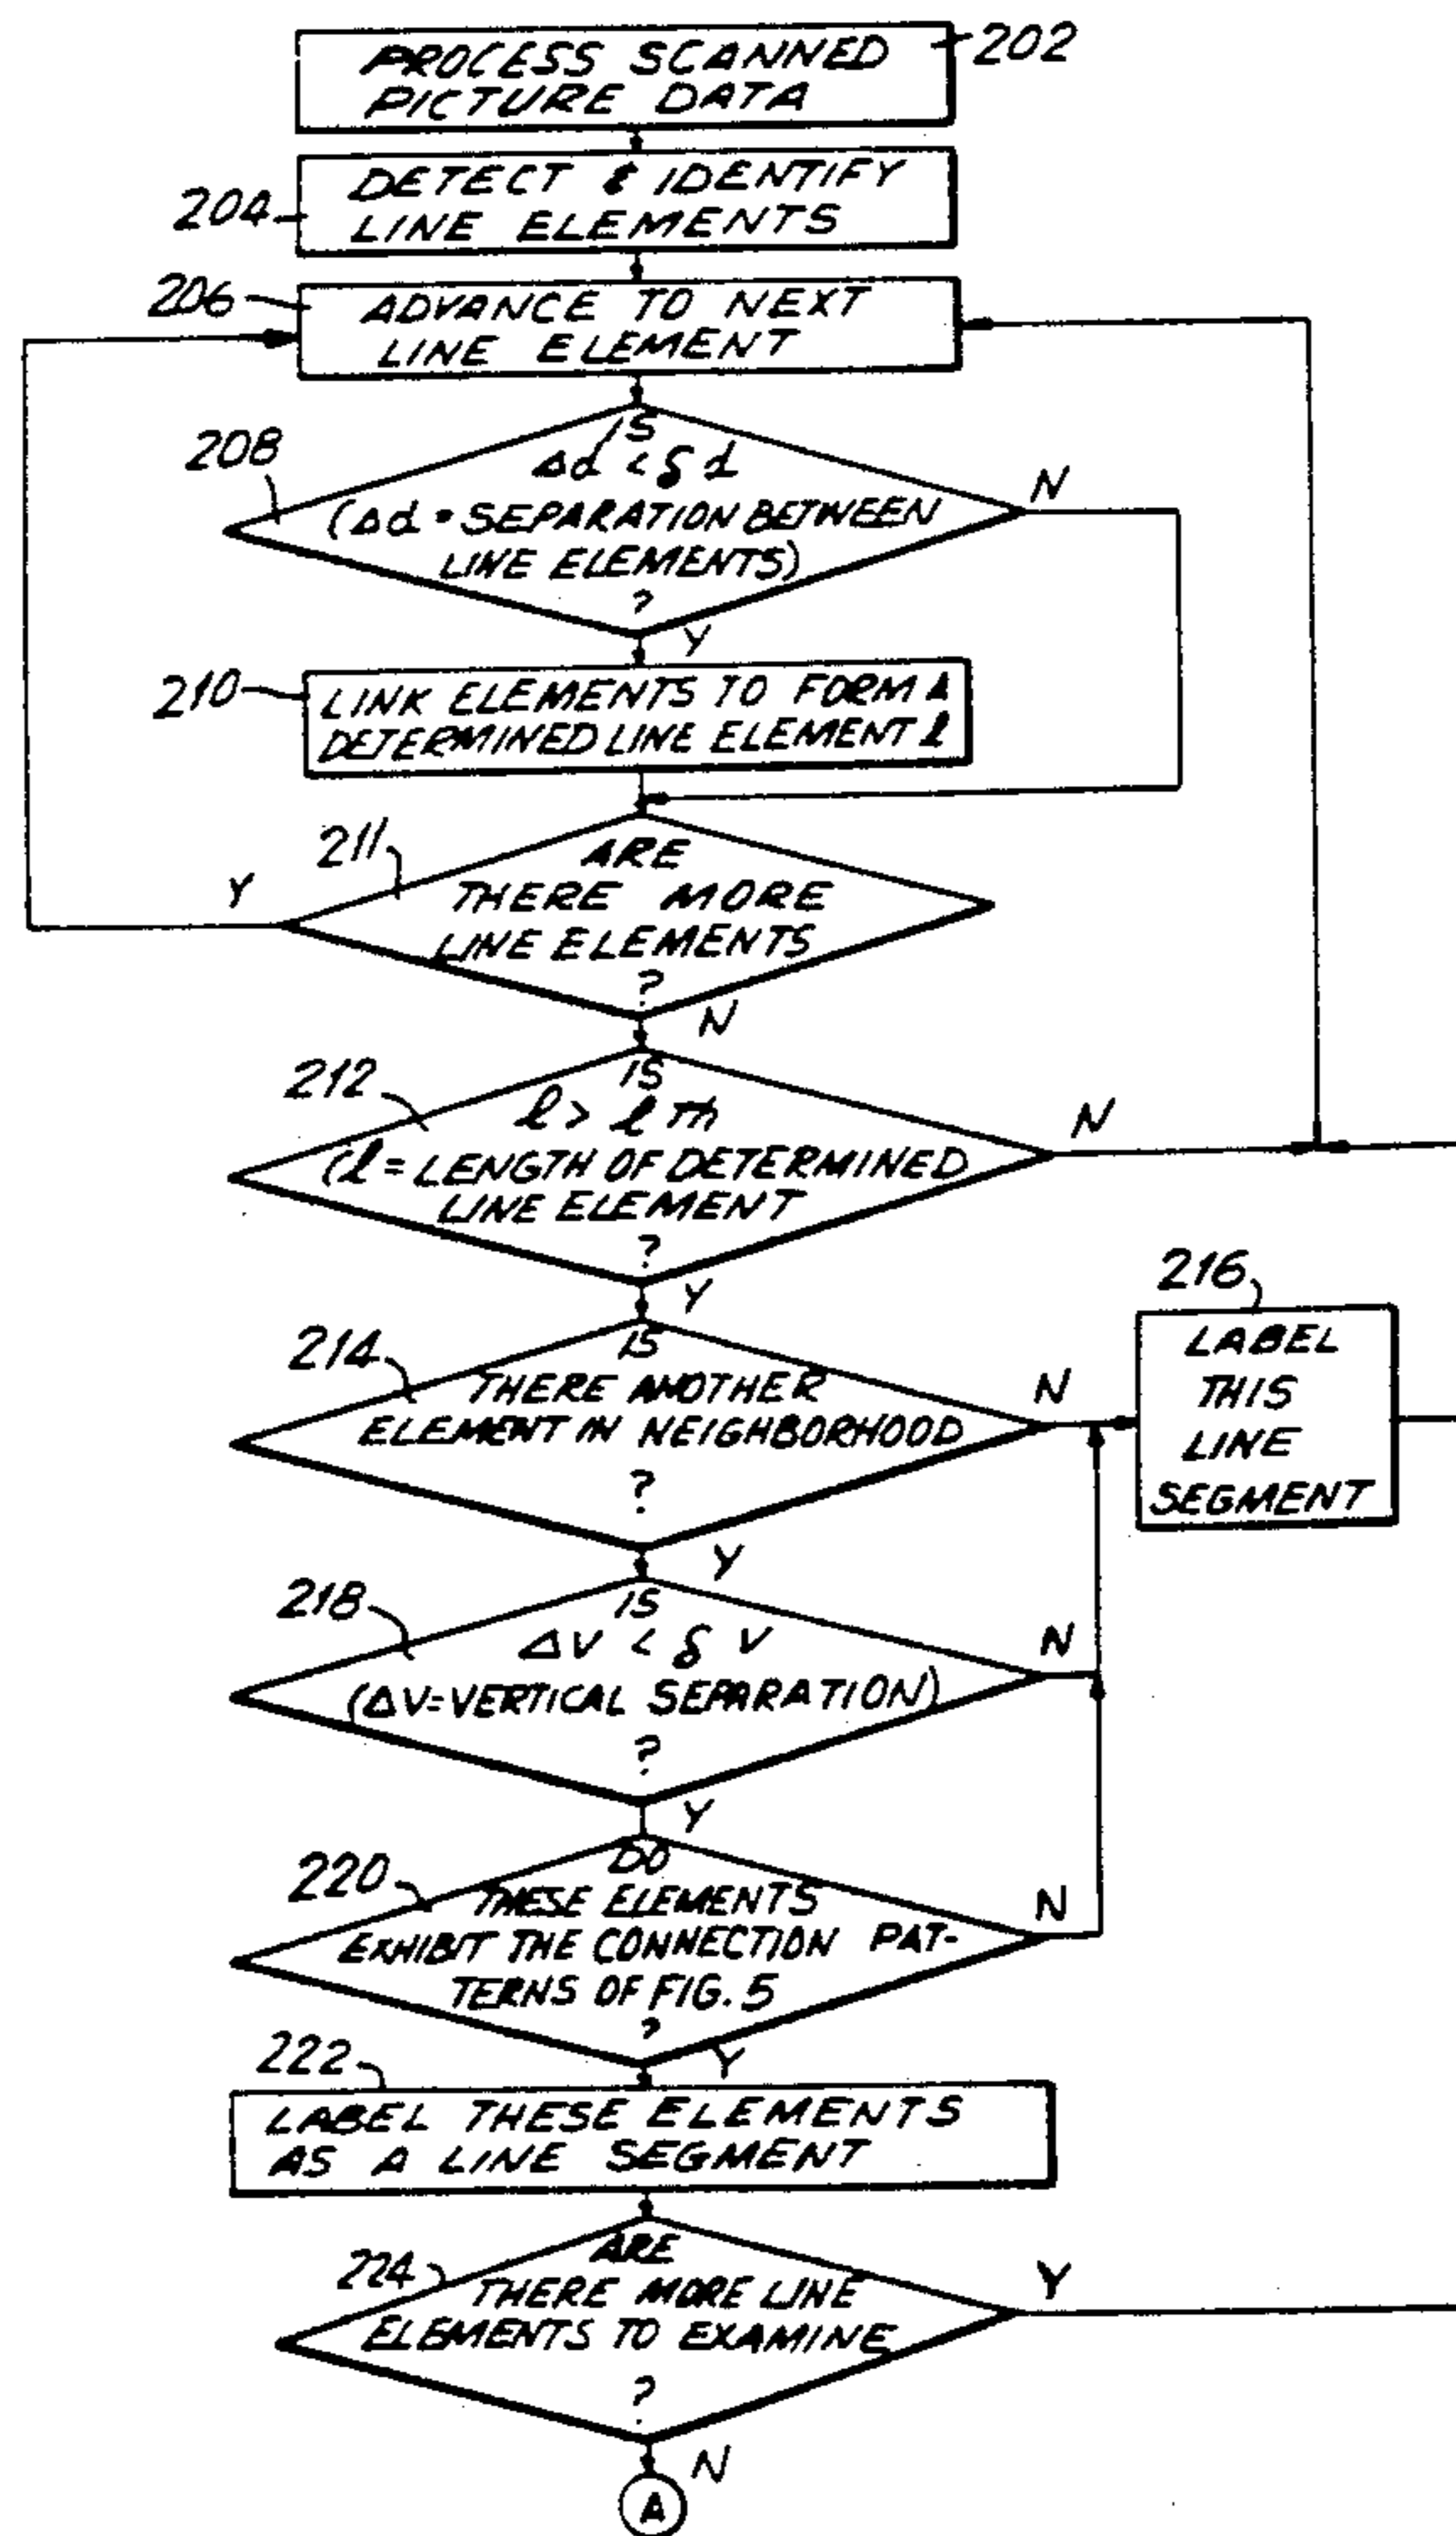 202
PROCESS SCANNED
PICTURE DATA
204
DETECT & IDENTIFY
LINE ELEMENTS
206
ADVANCE TO NEXT
LINE ELEMENT
208
IS
Δd < δd
(Δd = SEPARATION BETWEEN
LINE ELEMENTS)
?
N
Y
210
LINK ELEMENTS TO FORM A
DETERMINED LINE ELEMENT l
211
ARE
THERE MORE
LINE ELEMENTS
?
Y
N
212
IS
l > l Th
(l = LENGTH OF DETERMINED
LINE ELEMENT
?
N
Y
214
IS
THERE ANOTHER
ELEMENT IN NEIGHBORHOOD
?
N
Y
216
LABEL
THIS
LINE
SEGMENT
218
IS
ΔV < δ V
(ΔV = VERTICAL SEPARATION)
?
N
Y
220
DO
THESE ELEMENTS
EXHIBIT THE CONNECTION PAT-
TERNS OF FIG. 5
?
N
Y
222
LABEL THESE ELEMENTS
AS A LINE SEGMENT
224
ARE
THERE MORE LINE
ELEMENTS TO EXAMINE
?
Y
N
A